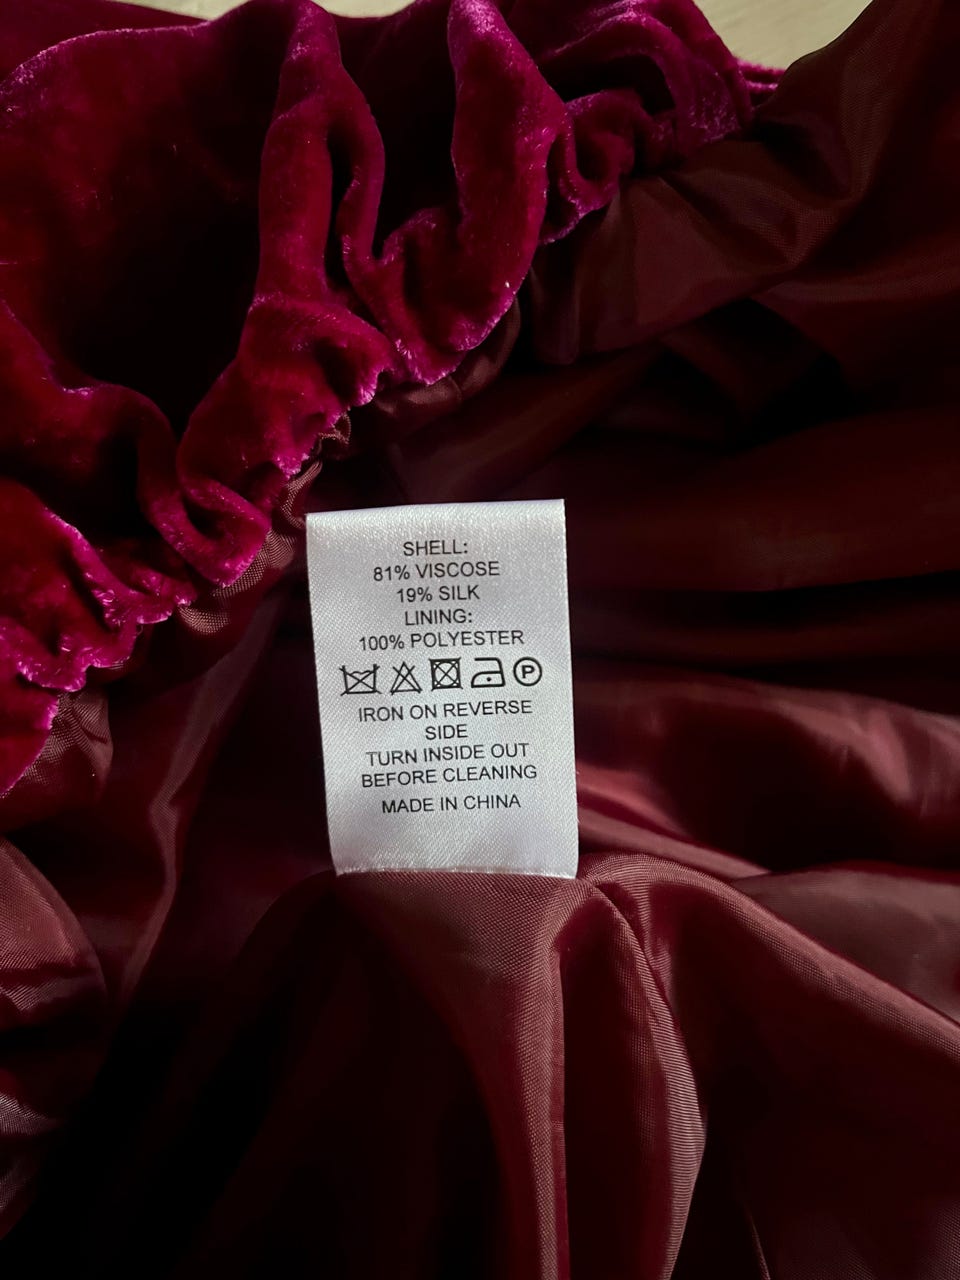 SHELL:
81% VISCOSE
19% SILK
LINING:
100% POLYESTER
P
IRON ON REVERSE
SIDE
TURN INSIDE OUT
BEFORE CLEANING
MADE IN CHINA